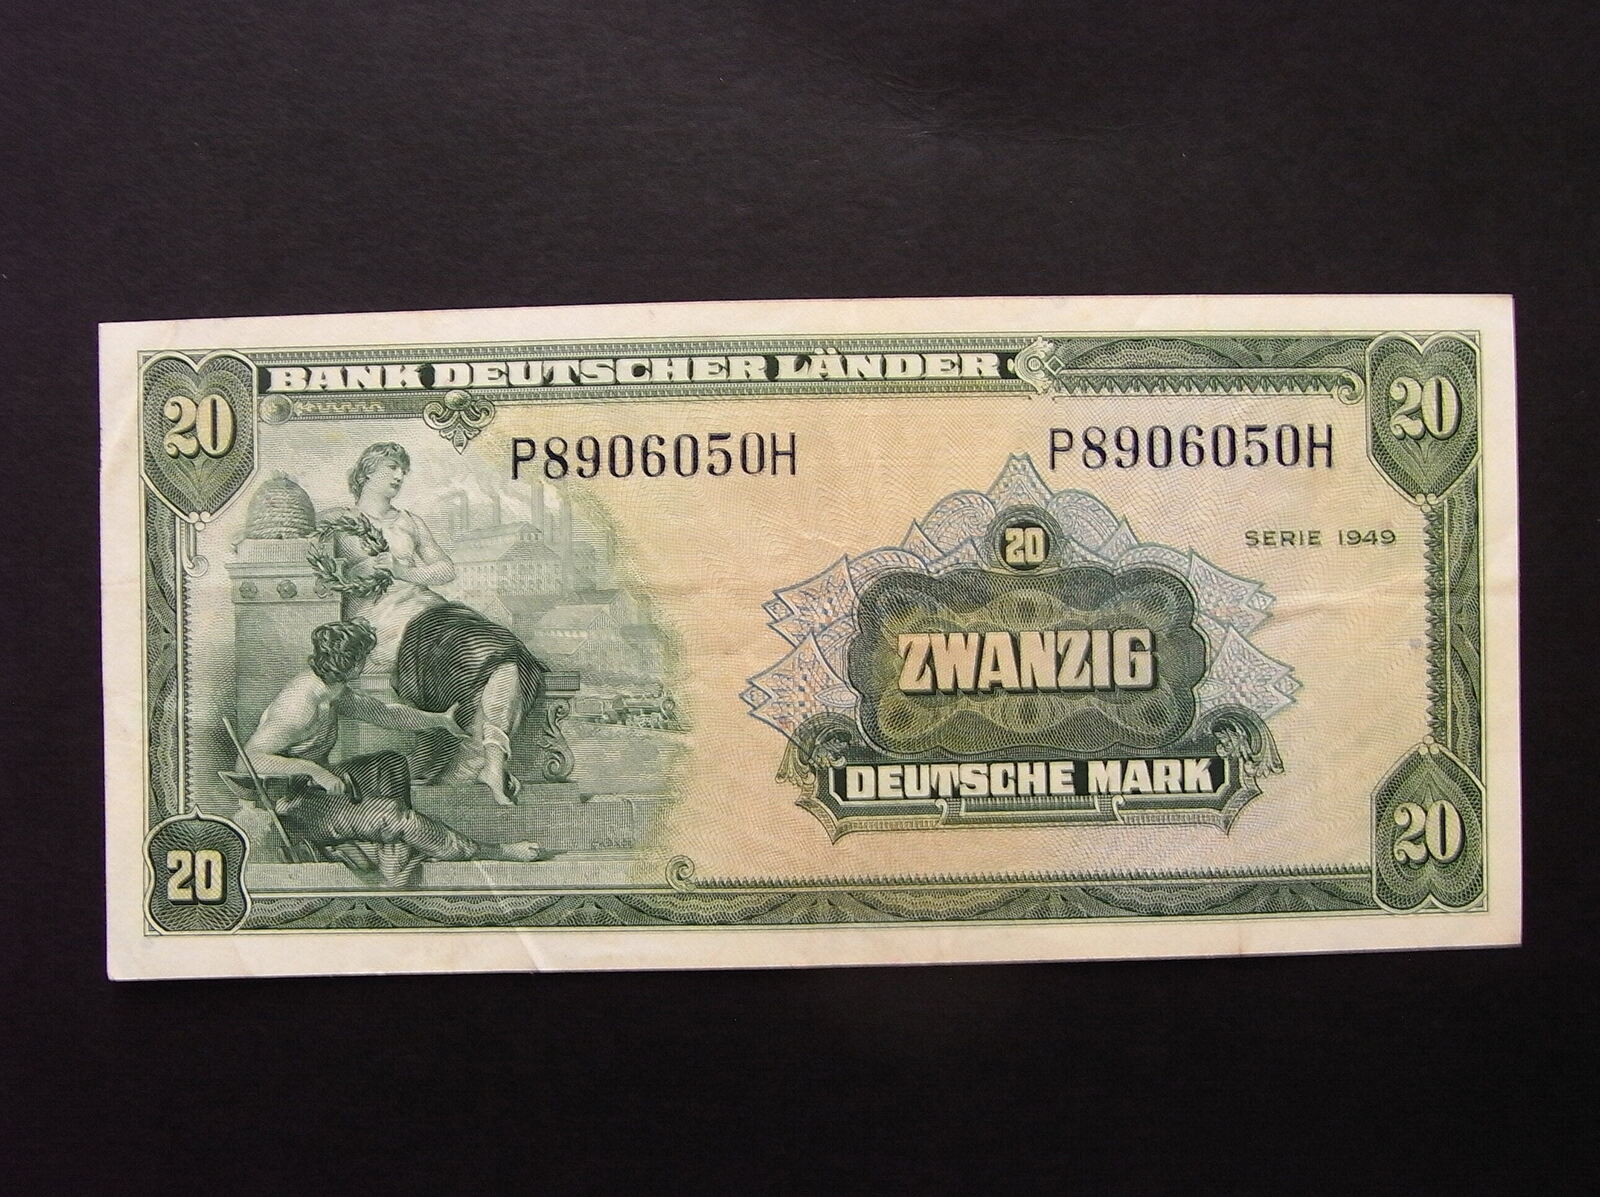 BANK DEUTSCHER LÄNDER
20
20
P8906050H
P8906050H
20
SERIE 1949
ZWANZIG
DEUTSCHE MARK
20
20